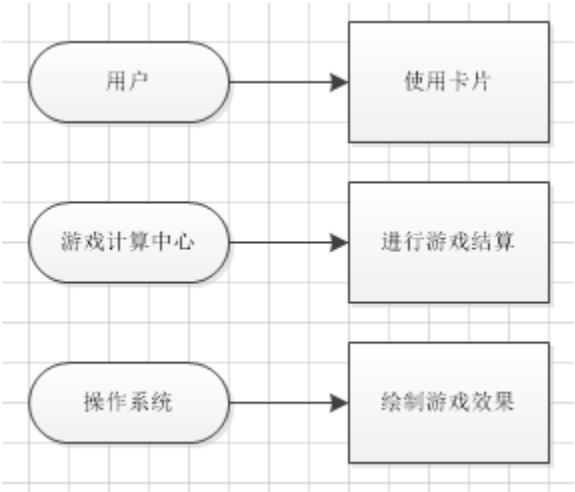 用户
使用卡片
游戏计算中心
进行游戏结算
操作系统
绘制游戏效果